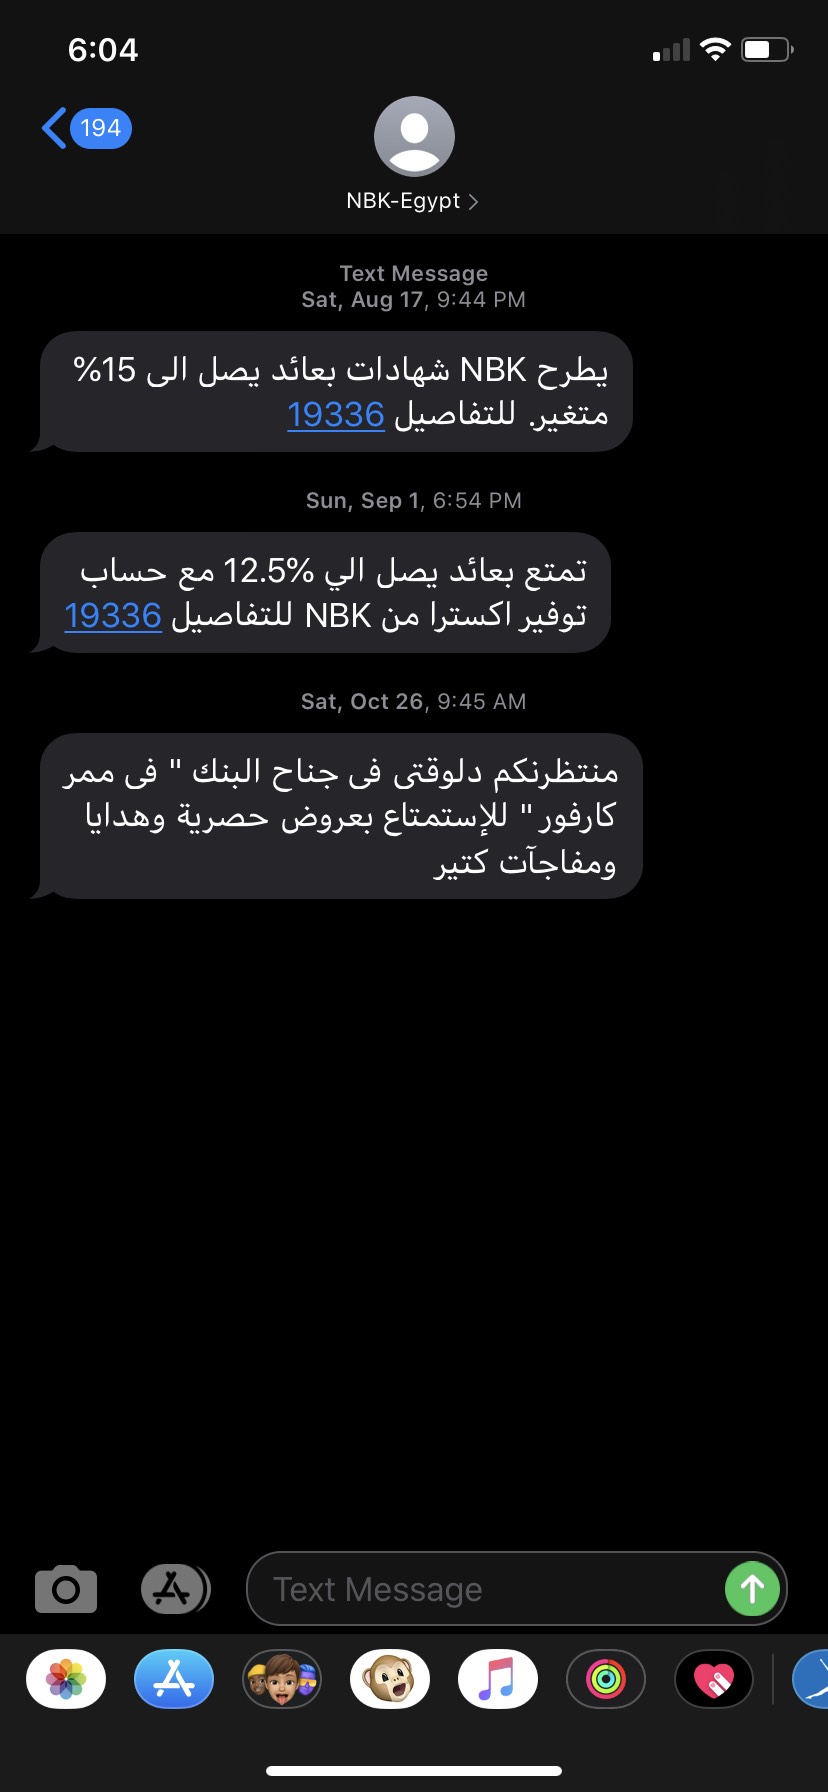 6:04
194
NBK-Egypt
Text Message
Sat, Aug 17, 9:44 PM
يطرح NBK شهادات بعائد يصل الى 15%
متغير. للتفاصيل 19336
Sun, Sep 1, 6:54 PM
تمتع بعائد يصل الي %12.5 مع حساب
توفير اكسترا من NBK للتفاصيل 19336
Sat, Oct 26, 9:45 AM
منتظرنكم دلوقتى فى جناح البنك " فى ممر
كارفور " للإستمتاع بعروض حصرية وهدايا
ومفاجآت كتير
Text Message